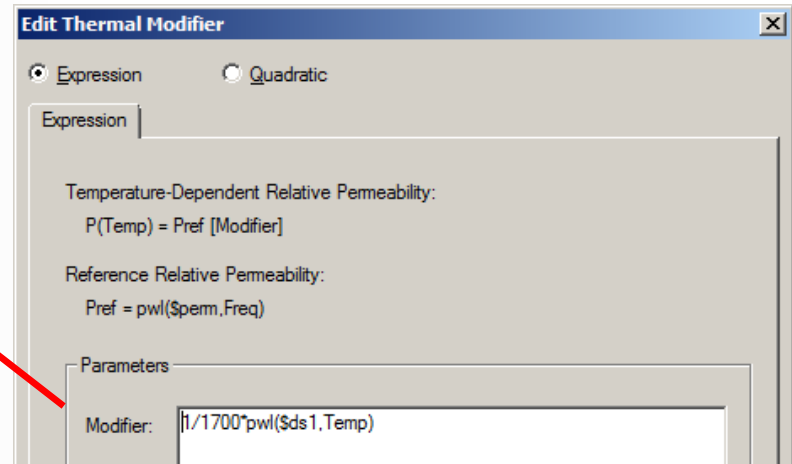 Edit Thermal Modifier
Expression Quadratic
Expression
Temperature-Dependent Relative Permeability:
P(Temp) = Pref [Modifier]
Reference Relative Permeability:
Pref = pwl($perm,Freq)
Parameters
Modifier: 1/1700*pwl($ds1,Temp)